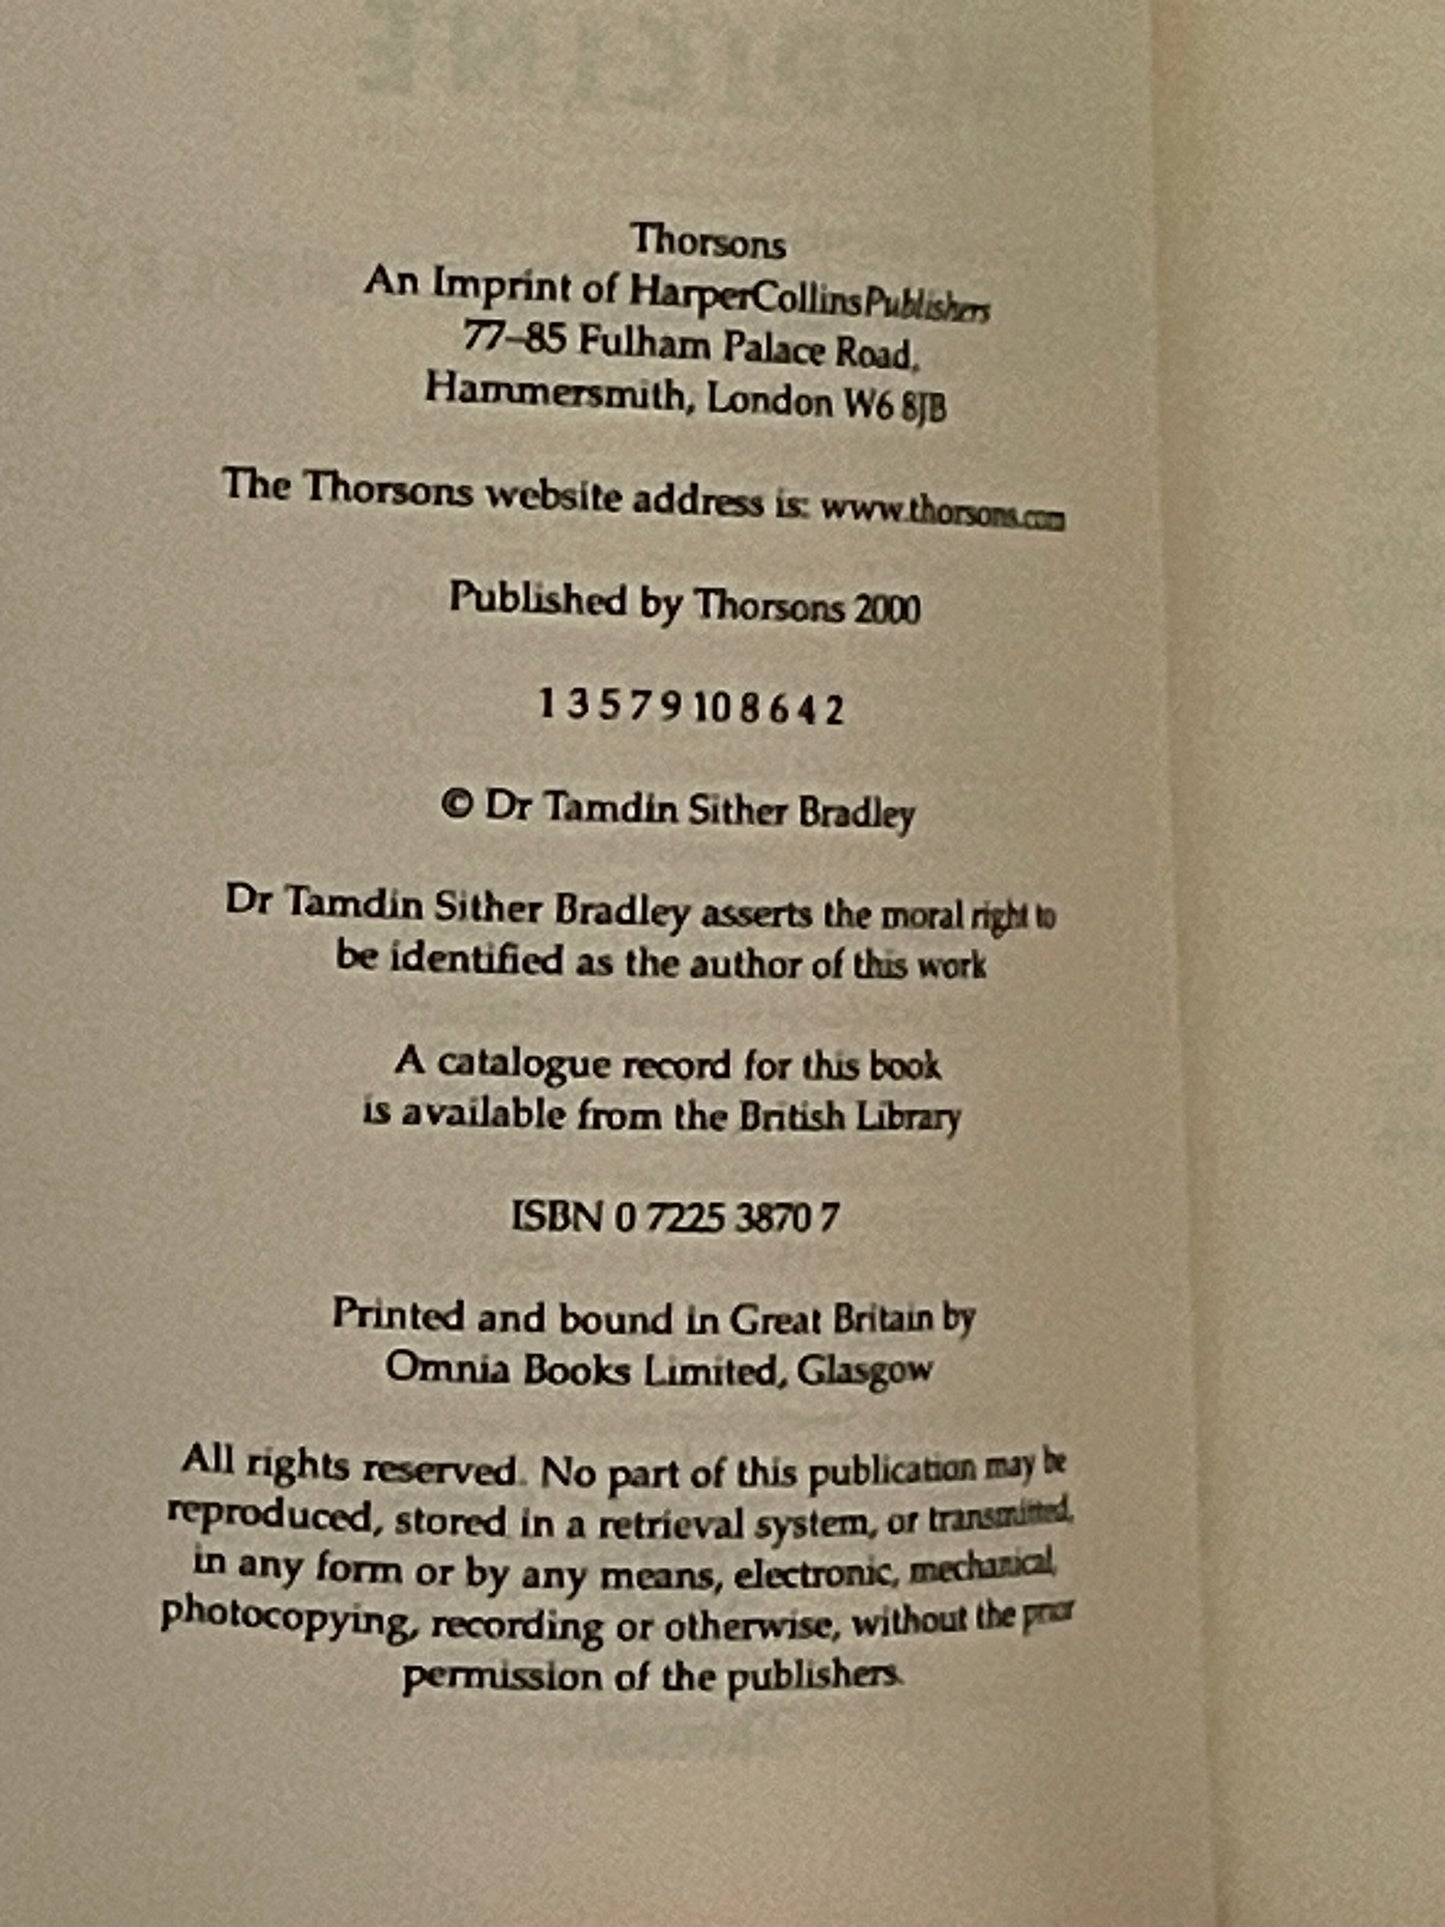 Thorsons
An Imprint of HarperCollinsPublishers
77–85 Fulham Palace Road,
Hammersmith, London W6 8JB
The Thorsons website address is: www.thorsons.com
Published by Thorsons 2000
1 3 5 7 9 10 8 6 4 2
© Dr Tamdin Sither Bradley
Dr Tamdin Sither Bradley asserts the moral right to
be identified as the author of this work
A catalogue record for this book
is available from the British Library
ISBN 0 7225 3870 7
Printed and bound in Great Britain by
Omnia Books Limited, Glasgow
All rights reserved. No part of this publication may be
reproduced, stored in a retrieval system, or transmitted,
in any form or by any means, electronic, mechanical,
photocopying, recording or otherwise, without the prior
permission of the publishers.